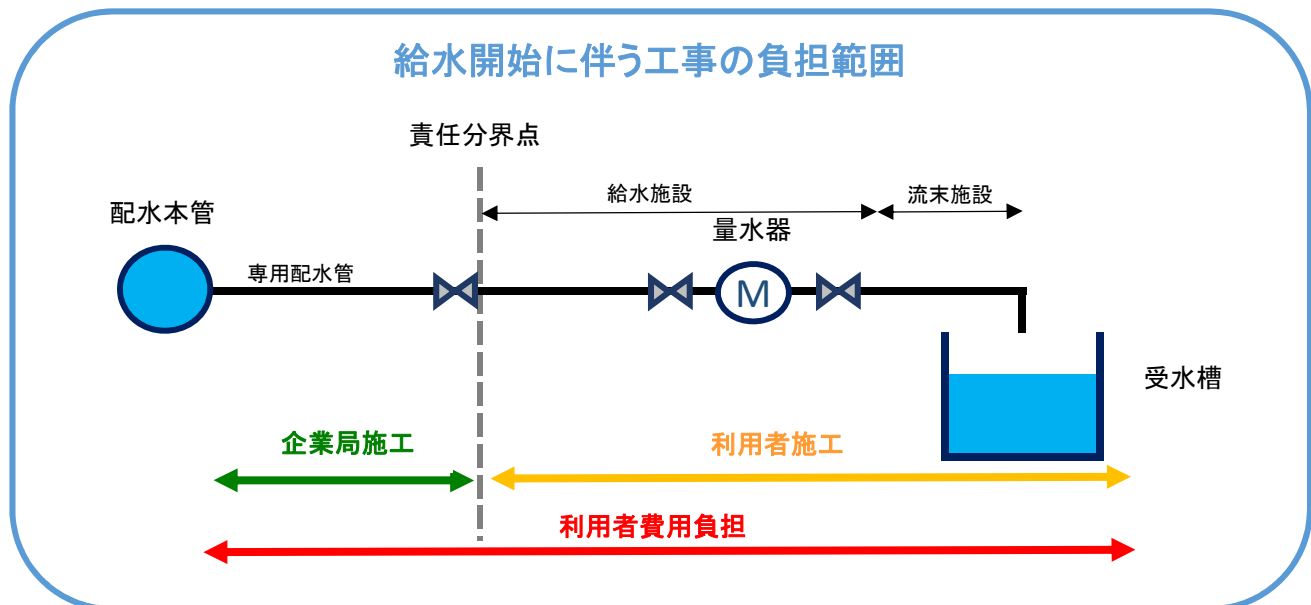 給水開始に伴う工事の負担範囲
責任分界点
給水施設
流末施設
配水本管
量水器
専用配水管
M
受水槽
企業局施工
利用者施工
利用者費用負担